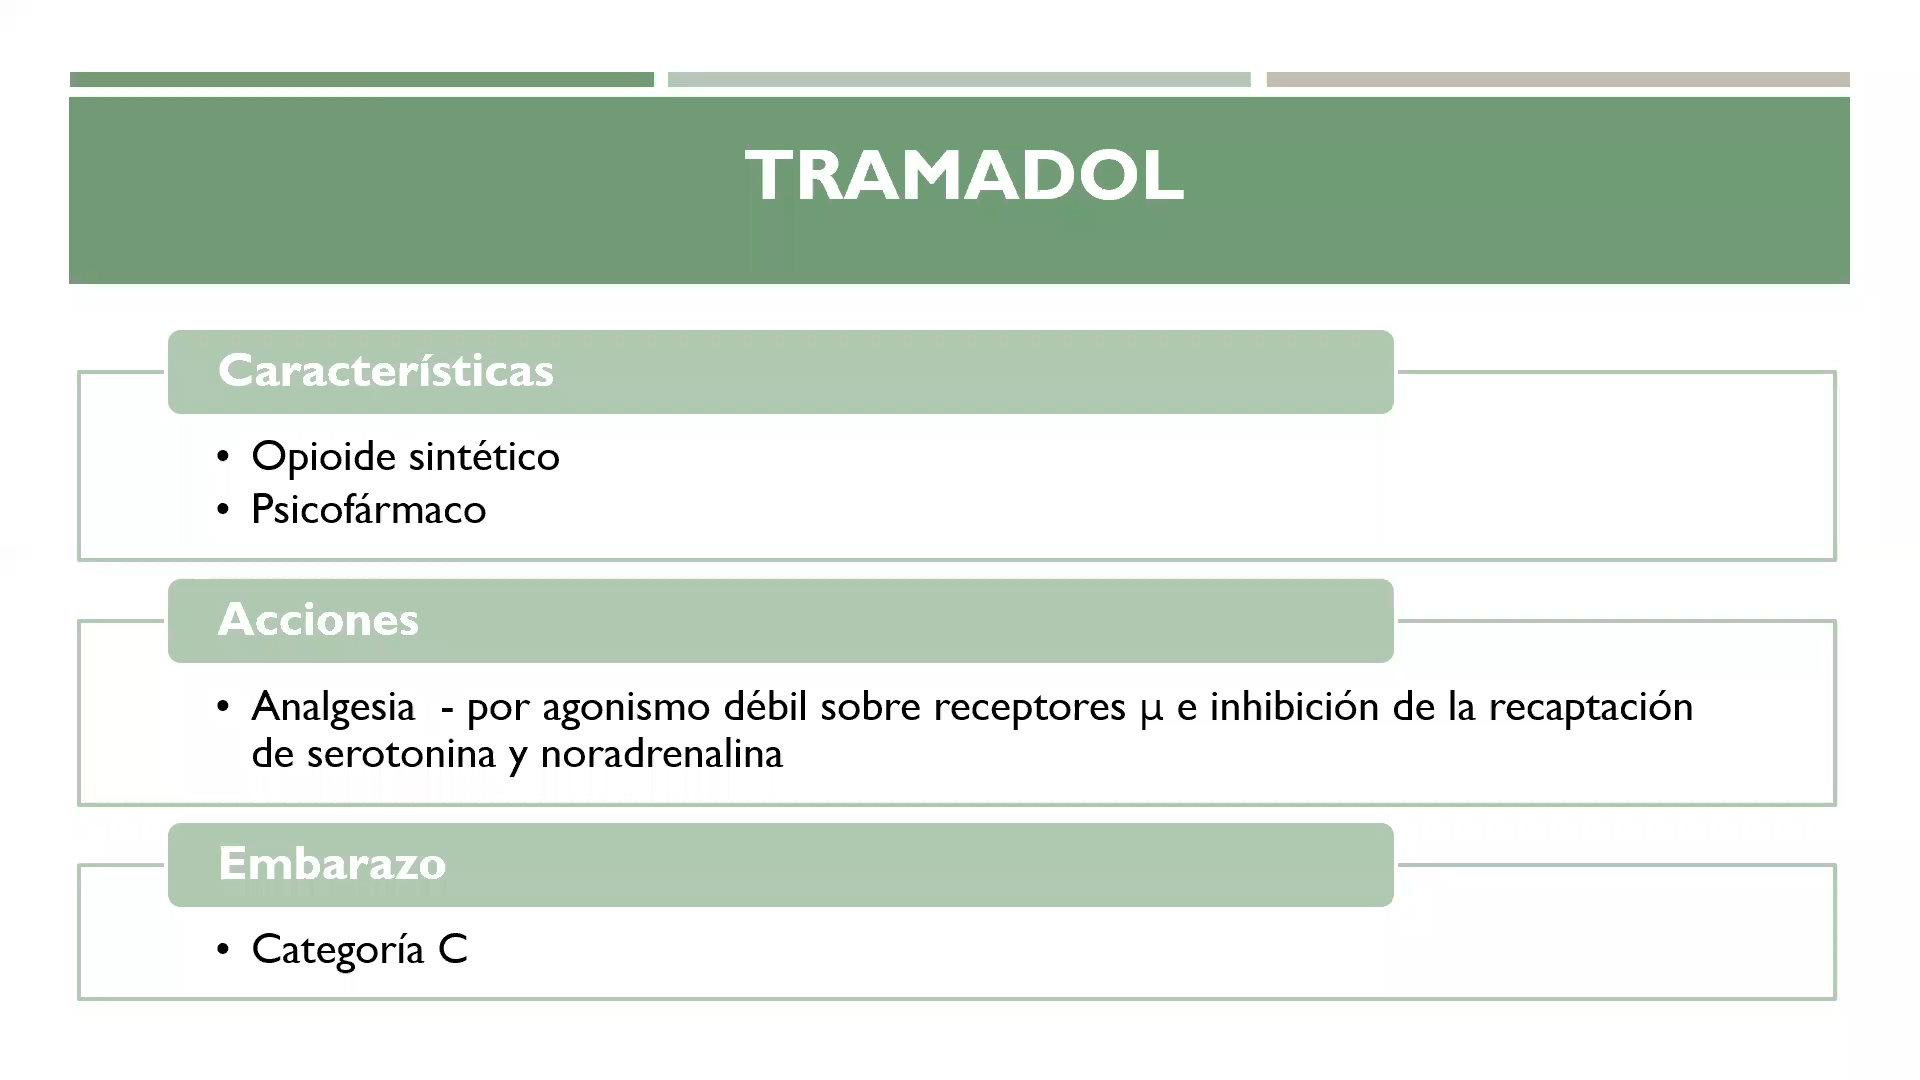 TRAMADOL
Características
• Opioide sintético
• Psicofármaco
Acciones
• Analgesia - por agonismo débil sobre receptores μ e inhibición de la recaptación
de serotonina y noradrenalina
Embarazo
• Categoría C